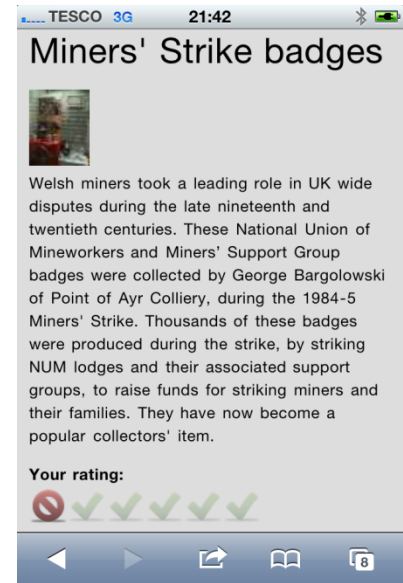 TESCO 3G 21:42
Miners' Strike badges
Welsh miners took a leading role in UK wide
disputes during the late nineteenth and
twentieth centuries. These National Union of
Mineworkers and Miners’ Support Group
badges were collected by George Bargolowski
of Point of Ayr Colliery, during the 1984-5
Miners' Strike. Thousands of these badges
were produced during the strike, by striking
NUM lodges and their associated support
groups, to raise funds for striking miners and
their families. They have now become a
popular collectors' item.
Your rating:
8